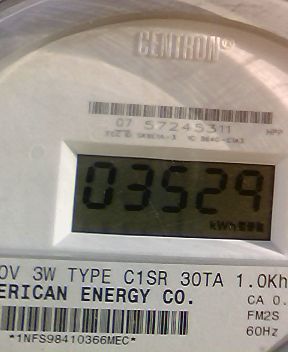 CENTRON®
07 57245311 HPP
03529
kWh
0V 3W TYPE C1SR 30TA 1.0Kh
ERICAN ENERGY CO. CA 0.
FM2S
60Hz
*1NFS98410366MEC*